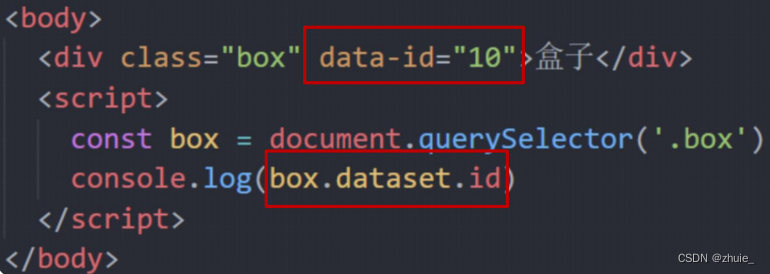 <body>
<div class="box" data-id="10">盒子</div>
<script>
const box = document.querySelector('.box')
console.log(box.dataset.id)
</script>
</body>
CSDN @zhuie_